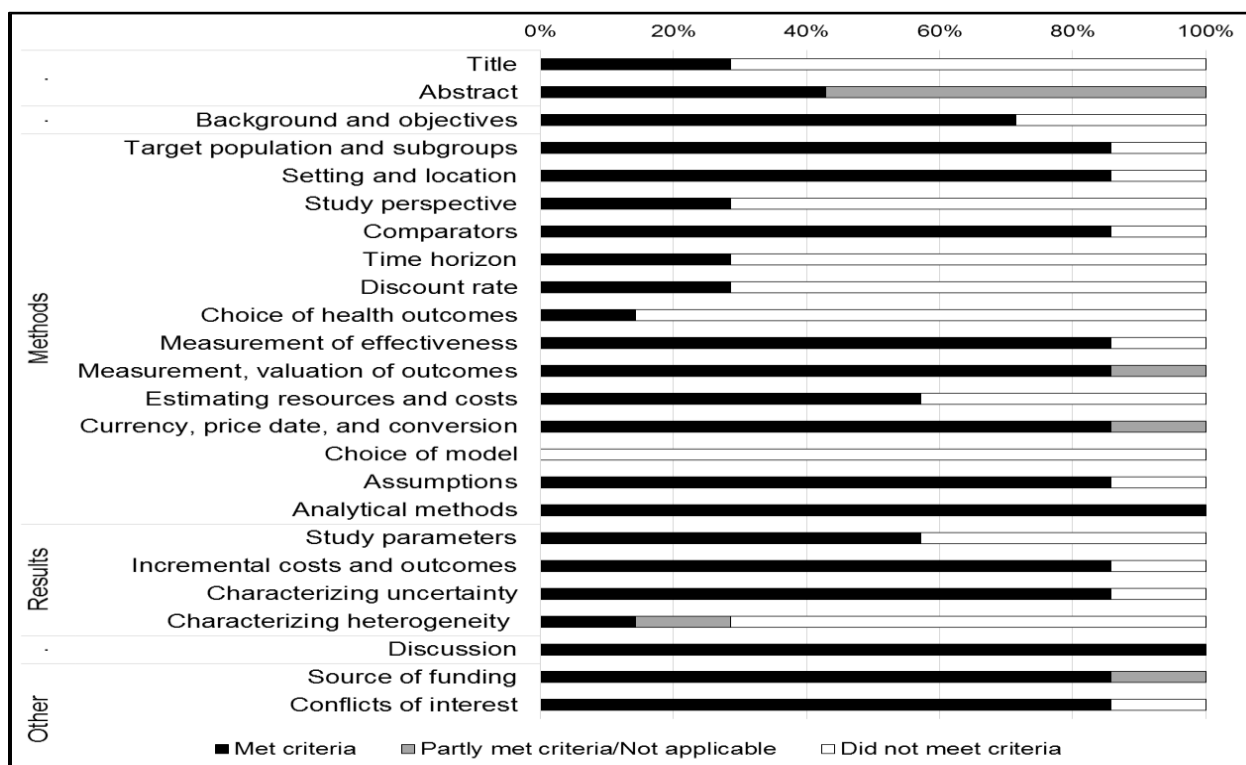 0% 20% 40% 60% 80% 100%
Title
Abstract
Background and objectives
Target population and subgroups
Setting and location
Study perspective
Comparators
Time horizon
Discount rate
Choice of health outcomes
Measurement of effectiveness
Measurement, valuation of outcomes
Estimating resources and costs
Currency, price date, and conversion
Choice of model
Assumptions
Analytical methods
Methods
Study parameters
Incremental costs and outcomes
Characterizing uncertainty
Characterizing heterogeneity
Results
Discussion
Source of funding
Conflicts of interest
Other
Met criteria Partly met criteria/Not applicable Did not meet criteria